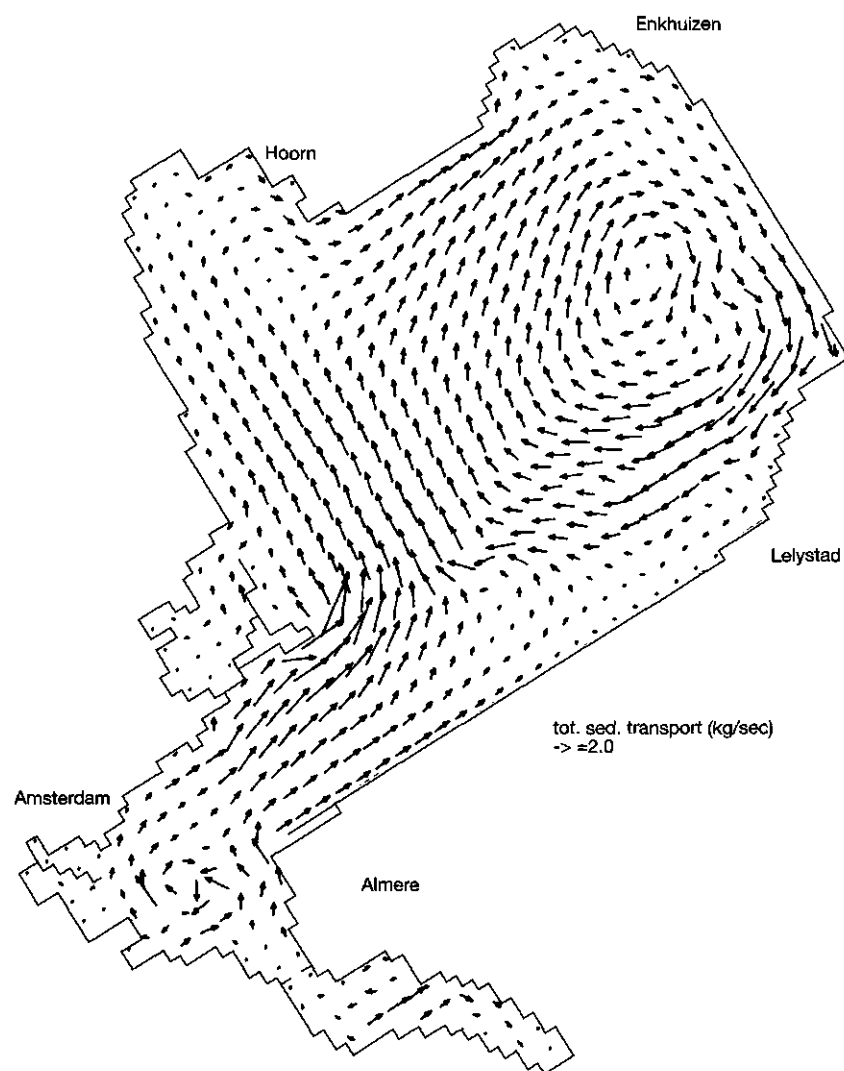 Enkhuizen
Hoorn
Lelystad
tot. sed. transport (kg/sec)
-> =2.0
Amsterdam
Almere